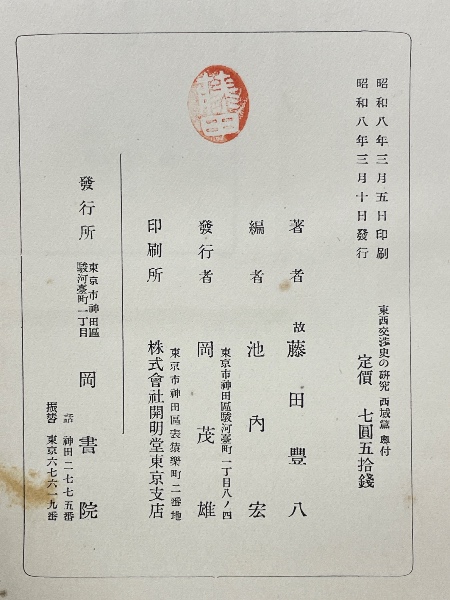 昭和八年三月五日印刷
昭和八年三月十日發行
東西交渉史の研究 西域篇 奥付
定價 七圓五拾錢
著者 故 藤田豐八
編者 池內宏
東京市神田區駿河臺町一丁目八ノ四
發行者 岡茂雄
東京市神田區表猿樂町二番地
印刷所 株式會社開明堂東京支店
發行所 東京市神田區駿河臺町一丁目 岡書院
電話 神田二七七五番
振替 東京六七六一九番
藤田